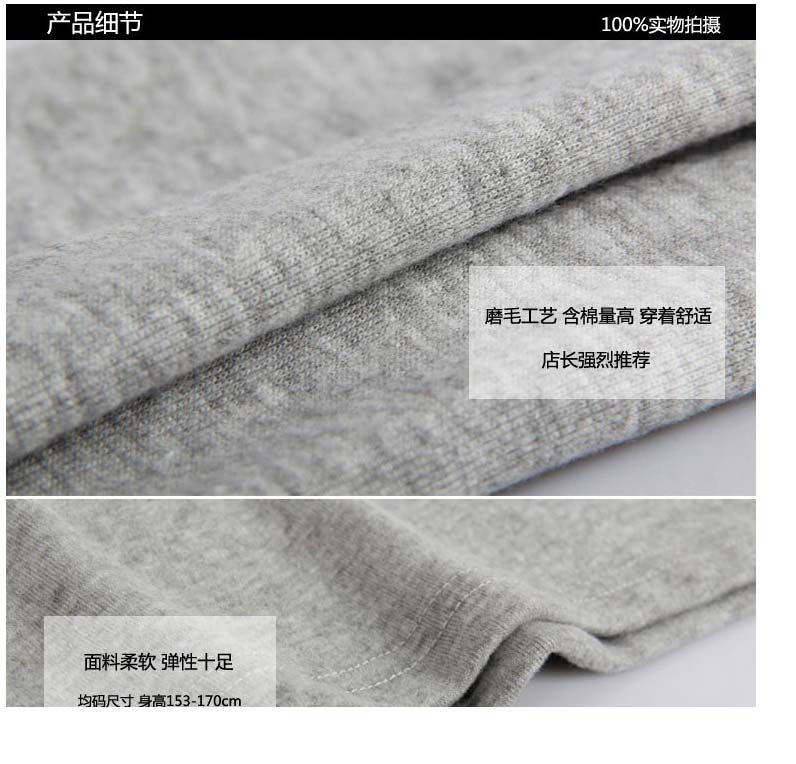 产品细节
100%实物拍摄
磨毛工艺 含棉量高 穿着舒适
店长强烈推荐
面料柔软 弹性十足
均码尺寸 身高153-170cm